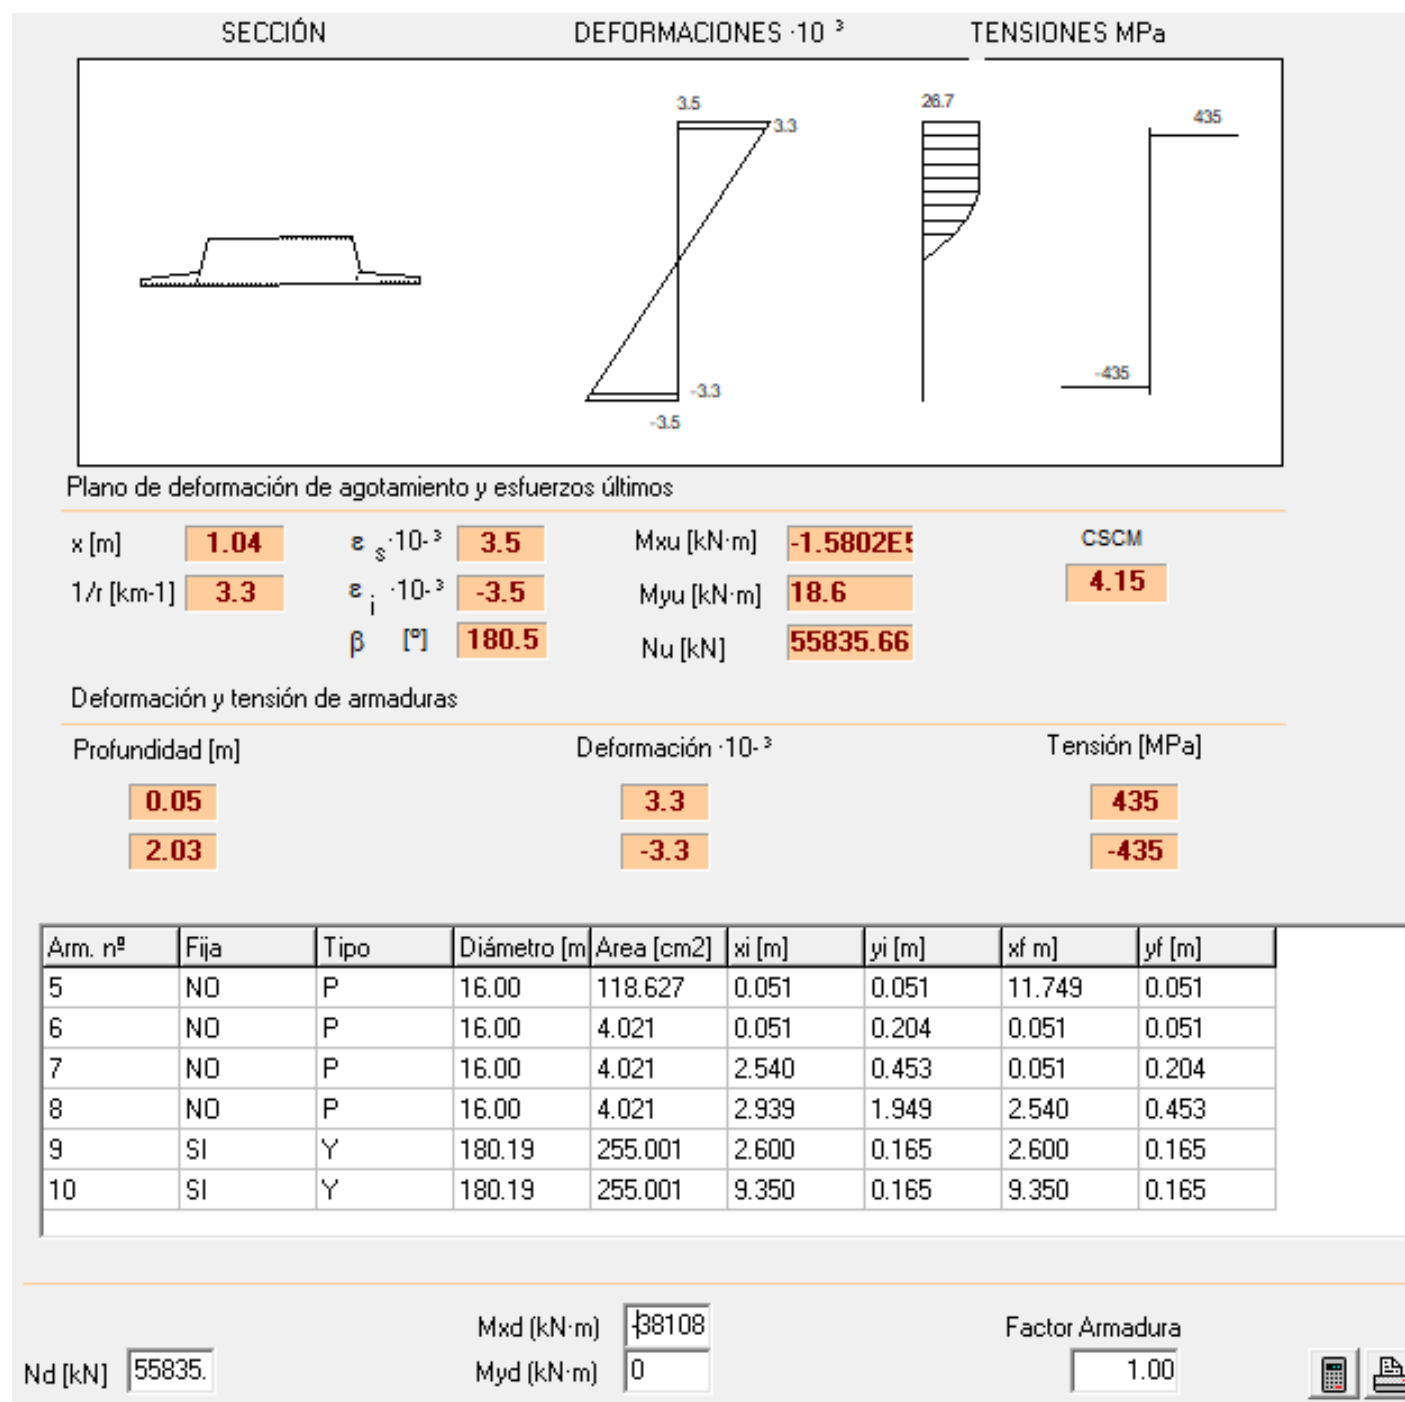 SECCIÓN DEFORMACIONES ·10 ³ TENSIONES MPa
3.5 26.7
3.3 435
-435
-3.3
-3.5
Plano de deformación de agotamiento y esfuerzos últimos
x [m] 1.04 ε s ·10-³ 3.5 Mxu [kN·m] -1.5802E5 CSCM
1/r [km-1] 3.3 ε i ·10-³ -3.5 Myu [kN·m] 18.6 4.15
β [º] 180.5 Nu [kN] 55835.66
Deformación y tensión de armaduras
Profundidad [m] Deformación ·10-³ Tensión [MPa]
0.05 3.3 435
2.03 -3.3 -435
Arm. nº Fija Tipo Diámetro [m Area [cm2] xi [m] yi [m] xf m] yf [m]
5 NO P 16.00 118.627 0.051 0.051 11.749 0.051
6 NO P 16.00 4.021 0.051 0.204 0.051 0.051
7 NO P 16.00 4.021 2.540 0.453 0.051 0.204
8 NO P 16.00 4.021 2.939 1.949 2.540 0.453
9 SI Y 180.19 255.001 2.600 0.165 2.600 0.165
10 SI Y 180.19 255.001 9.350 0.165 9.350 0.165
Mxd (kN·m) -38108 Factor Armadura
Nd [kN] 55835. Myd (kN·m) 0 1.00